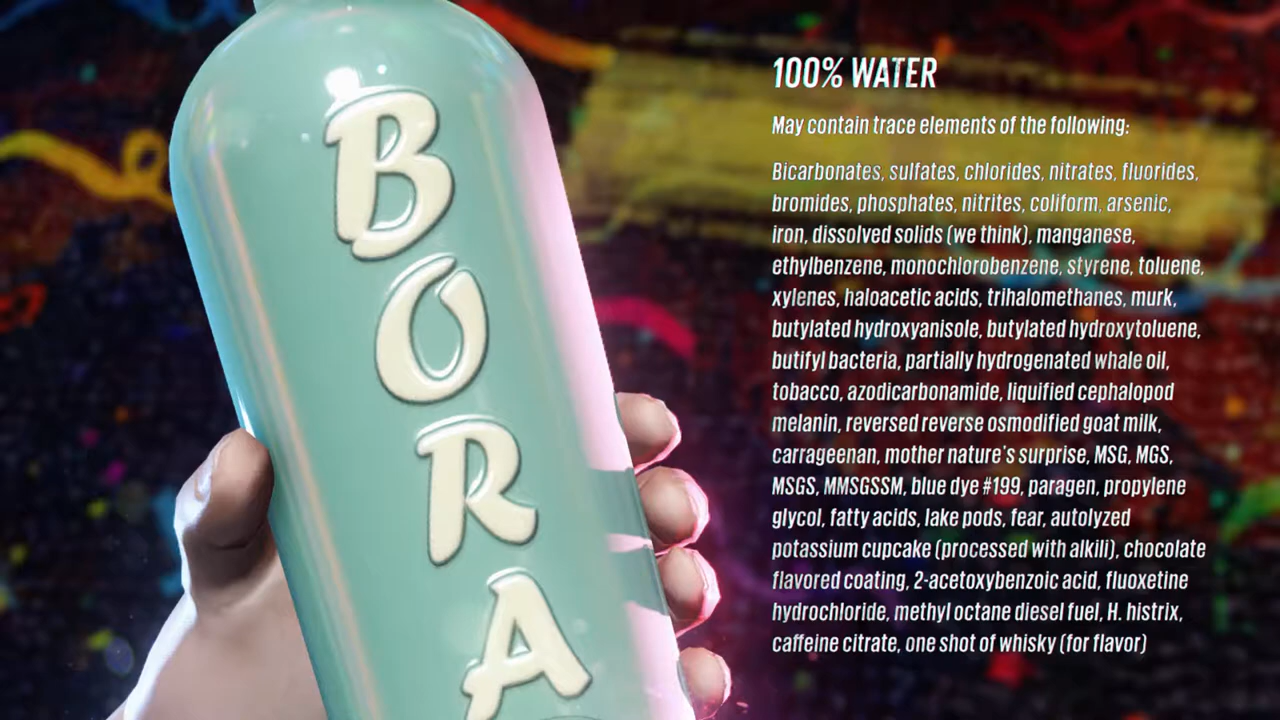 BORA
100% WATER
May contain trace elements of the following:
Bicarbonates, sulfates, chlorides, nitrates, fluorides,
bromides, phosphates, nitrites, coliform, arsenic,
iron, dissolved solids (we think), manganese,
ethylbenzene, monochlorobenzene, styrene, toluene,
xylenes, haloacetic acids, trihalomethanes, murk,
butylated hydroxyanisole, butylated hydroxytoluene,
butifyl bacteria, partially hydrogenated whale oil,
tobacco, azodicarbonamide, liquified cephalopod
melanin, reversed reverse osmodified goat milk,
carrageenan, mother nature's surprise, MSG, MGS,
MSGS, MMSGSSM, blue dye #199, paragen, propylene
glycol, fatty acids, lake pods, fear, autolyzed
potassium cupcake (processed with alkili), chocolate
flavored coating, 2-acetoxybenzoic acid, fluoxetine
hydrochloride, methyl octane diesel fuel, H. histrix,
caffeine citrate, one shot of whisky (for flavor)